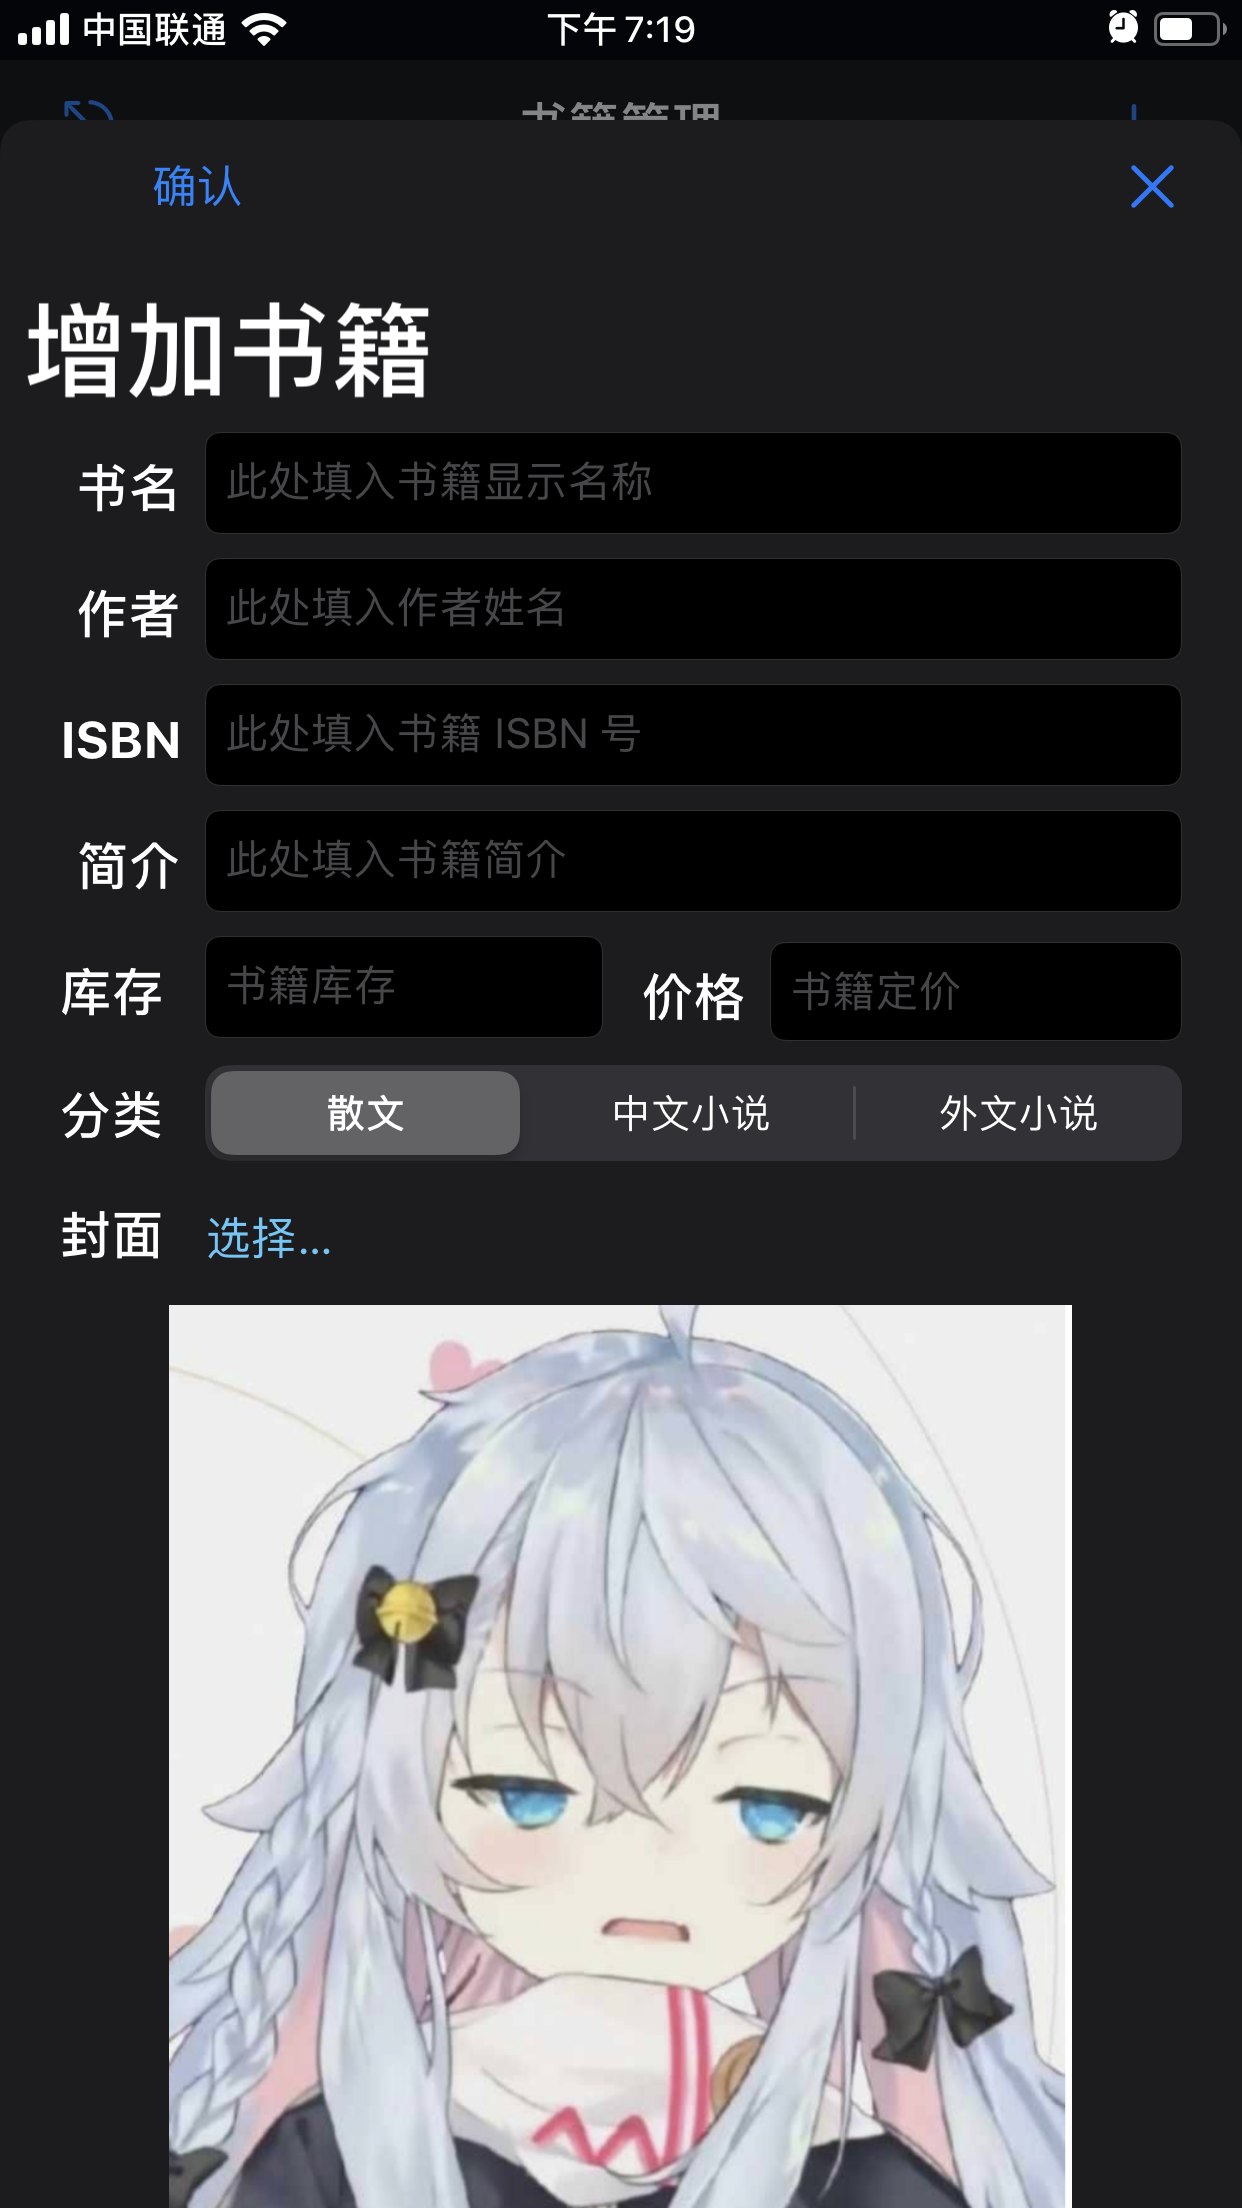 中国联通 下午 7:19
书籍管理
确认
增加书籍
书名 此处填入书籍显示名称
作者 此处填入作者姓名
ISBN 此处填入书籍 ISBN 号
简介 此处填入书籍简介
库存 书籍库存 价格 书籍定价
分类 散文 中文小说 外文小说
封面 选择...